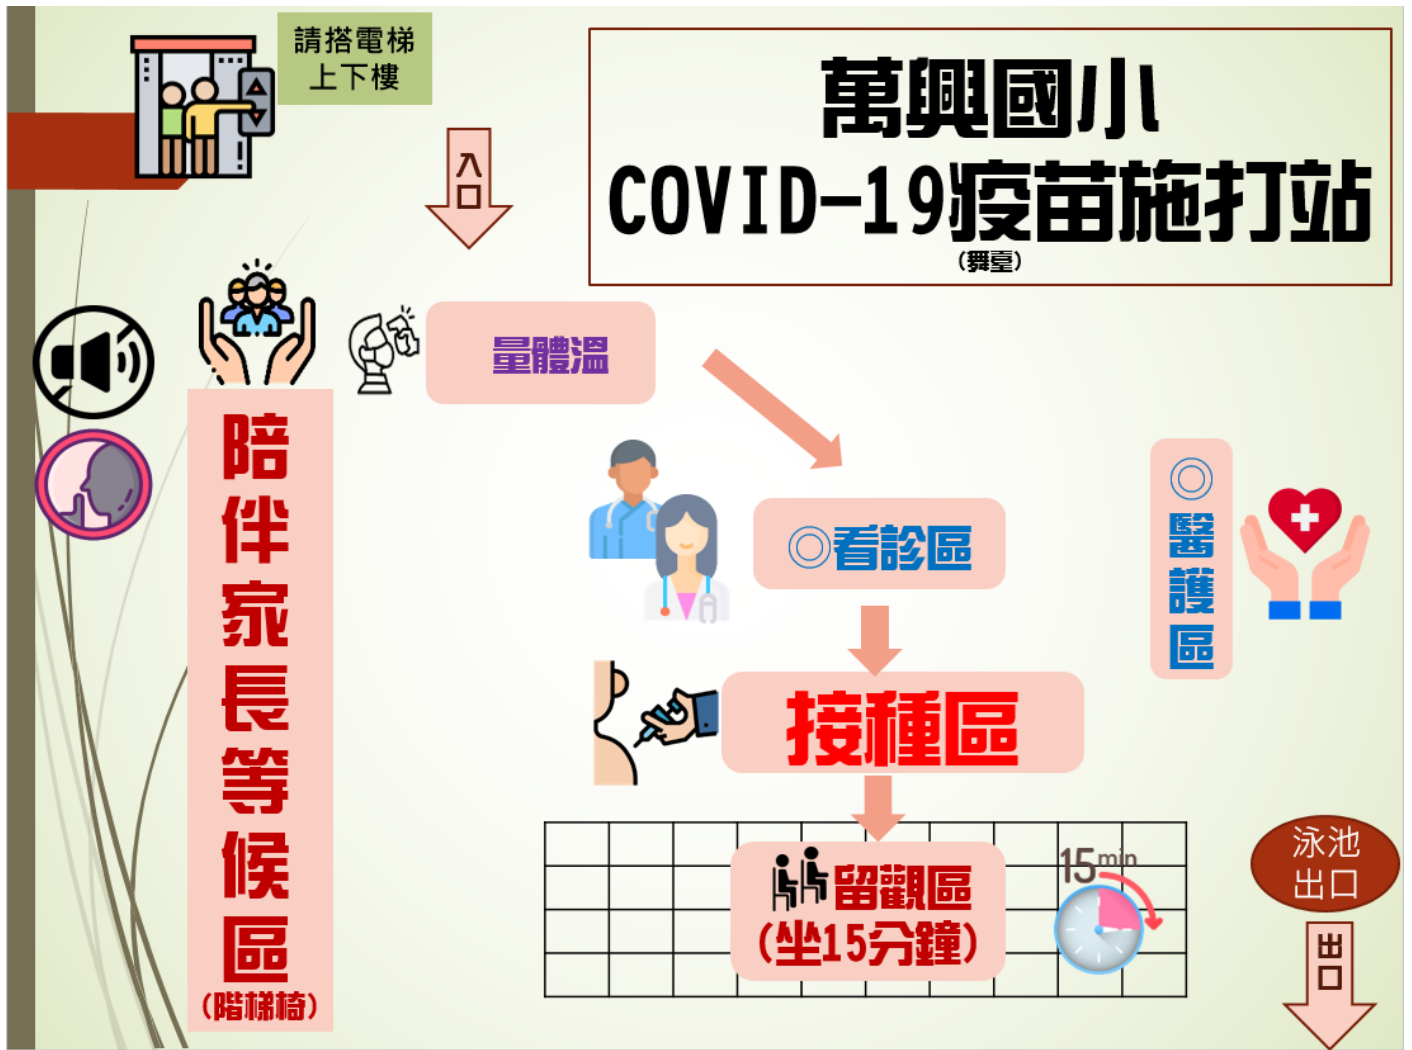 請搭電梯
上下樓
萬興國小
COVID-19疫苗施打站
(舞臺)
入口
量體溫
陪伴家長等候區
(階梯椅)
◎看診區
◎醫護區
接種區
留觀區
(坐15分鐘)
15min
泳池
出口
出口